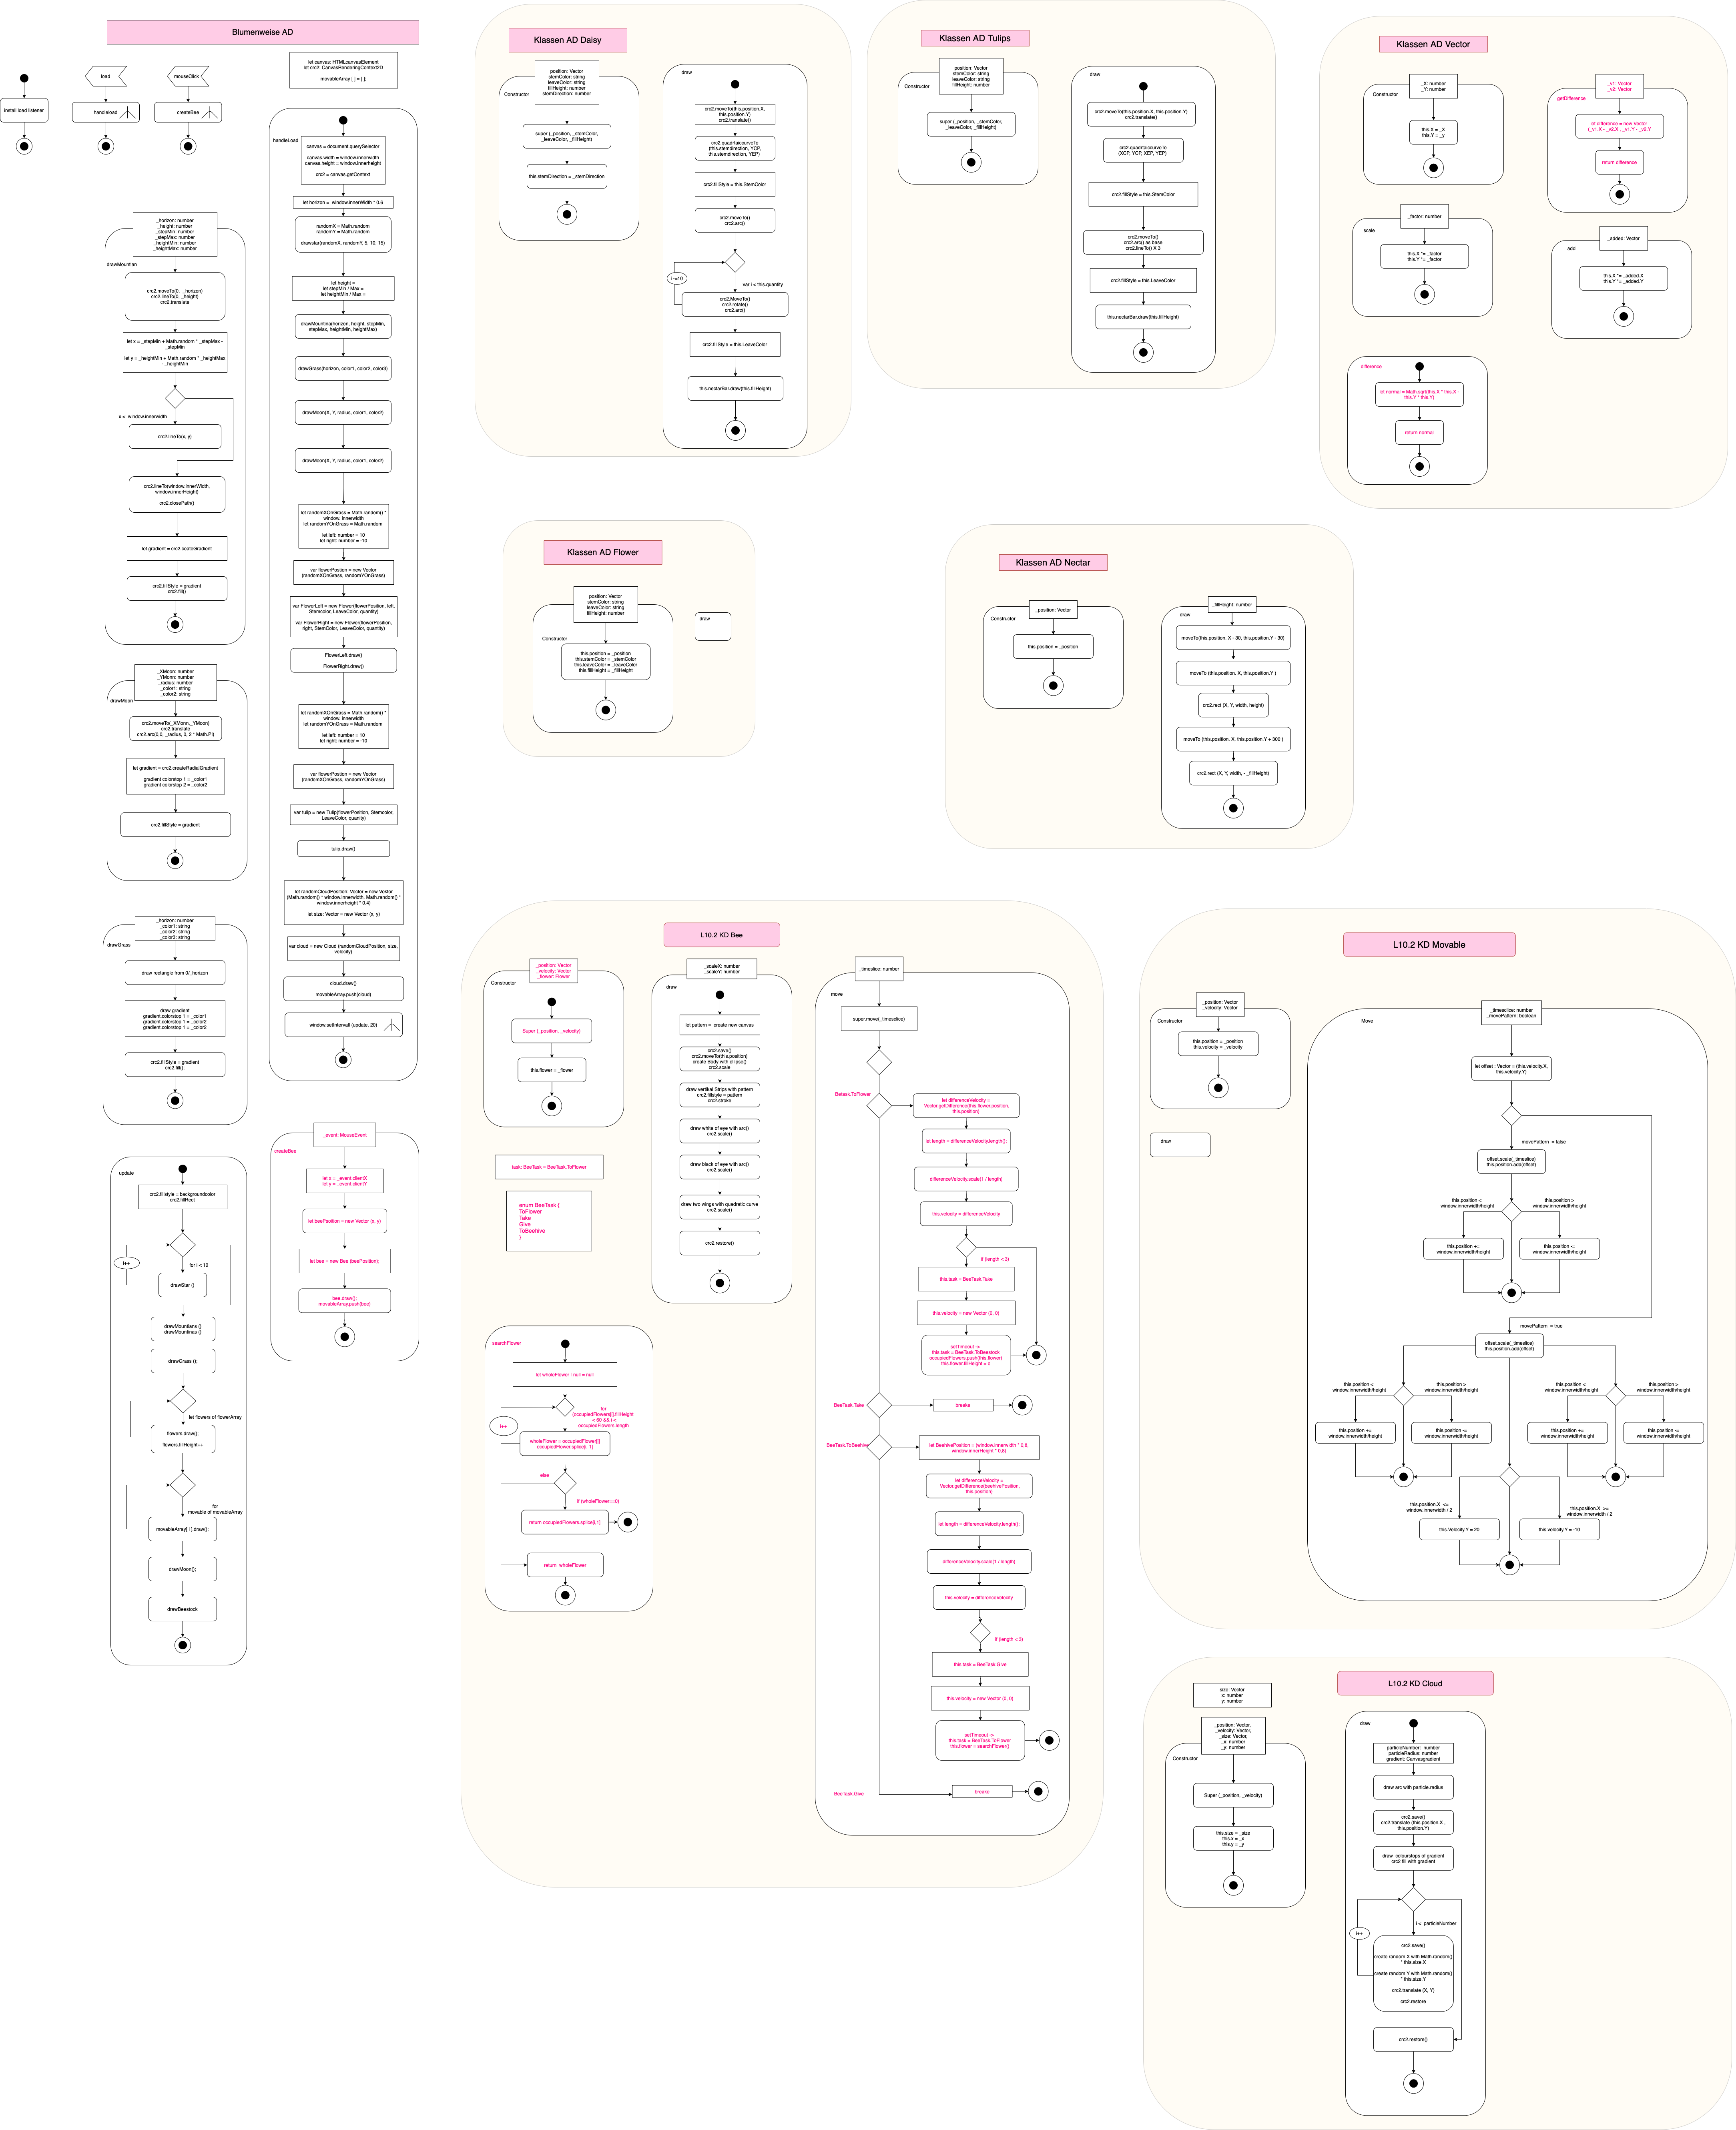 Blumenweise AD
let canvas: HTMLcanvasElement
let crc2: CanvasRenderingContext2D
movableArray [ ] = [ ];
load
mouseClick
install load listener
handleload
createBee
handleLoad
canvas = document.querySelector
canvas.width = window.innerwidth
canvas.height = window.innerheight
crc2 = canvas.getContext
let horizon = window.innerWidth * 0.6
randomX = Math.random
randomY = Math.random
drawstar(randomX, randomY, 5, 10, 15)
let height =
let stepMin / Max =
let heightMin / Max =
drawMountina(horizon, height, stepMin,
stepMax, heightMin, heightMax)
drawGrass(horizon, color1, color2, color3)
drawMoon(X, Y, radius, color1, color2)
drawMoon(X, Y, radius, color1, color2)
let randomXOnGrass = Math.random() *
window. innerwidth
let randomYOnGrass = Math.random
let left: number = 10
let right: number = -10
var flowerPostion = new Vector
(randomXOnGrass, randomYOnGrass)
var FlowerLeft = new Flower(flowerPosition, left,
Stemcolor, LeaveColor, quantity)
var FlowerRight = new Flower(flowerPosition,
right, StemColor, LeaveColor, quantity)
FlowerLeft.draw()
FlowerRight.draw()
let randomXOnGrass = Math.random() *
window. innerwidth
let randomYOnGrass = Math.random
let left: number = 10
let right: number = -10
var flowerPostion = new Vector
(randomXOnGrass, randomYOnGrass)
var tulip = new Tulip(flowerPosition, Stemcolor,
LeaveColor, quantity)
tulip.draw()
let randomCloudPosition: Vector = new Vektor
(Math.random() * window.innerwidth, Math.random() *
window.innerheight * 0.4)
let size: Vector = new Vector (x, y)
var cloud = new Cloud (randomCloudPosition, size,
velocity)
cloud.draw()
movableArray.push(cloud)
window.setIntervall (update, 20)
_horizon: number
_height: number
_stepMin: number
_stepMax: number
_heightMin: number
_heightMax: number
drawMountian
crc2.moveTo(0, _horizon)
crc2.lineTo(0, _height)
crc2.translate
let x = _stepMin + Math.random * _stepMax -
_stepMin
let y = _heightMin + Math.random * _heightMax
- _heightMin
x < window.innerwidth
crc2.lineTo(x, y)
crc2.lineTo(window.innerWidth,
window.innerHeight)
crc2.closePath()
let gradient = crc2.ceateGradient
crc2.fillStyle = gradient
crc2.fill()
_XMoon: number
_YMonn: number
_radius: number
_color1: string
_color2: string
drawMoon
crc2.moveTo(_XMonn,_YMoon)
crc2.translate
crc2.arc(0,0, _radius, 0, 2 * Math.PI)
let gradient = crc2.createRadialGradient
gradient colorstop 1 = _color1
gradient colorstop 2 = _color2
crc2.fillStyle = gradient
_horizon: number
_color1: string
_color2: string
_color3: string
drawGrass
draw rectangle from 0/_horizon
draw gradient
gradient.colorstop 1 = _color1
gradient.colorstop 1 = _color2
gradient.colorstop 1 = _color2
crc2.fillStyle = gradient
crc2.fill();
update
crc2.fillstyle = backgroundcolor
crc2.fillRect
i++
for i < 10
drawStar ()
drawMountians ()
drawMountinas ()
drawGrass ();
let flowers of flowerArray
flowers.draw();
flowers.fillHeight++
for
movable of movableArray
movableArray[ i ].draw();
drawMoon();
drawBeestock
_event: MouseEvent
createBee
let x = _event.clientX
let y = _event.clientY
let beePsoition = new Vector (x, y)
let bee = new Bee (beePosition);
bee.draw();
movableArray.push(bee)
Klassen AD Daisy
position: Vector
stemColor: string
leaveColor: string
fillHeight: number
stemDirection: number
Constructor
super (_position, _stemColor,
_leaveColor, _fillHeight)
this.stemDirection = _stemDirection
draw
crc2.moveTo(this.position.X,
this.position.Y)
crc2.translate()
crc2.quadrtaiccurveTo
(this.stemdirection, YCP,
this.stemdirection, YEP)
crc2.fillStyle = this.StemColor
crc2.moveTo()
crc2.arc()
i -=10
var i < this.quantity
crc2.MoveTo()
crc2.rotate()
crc2.arc()
crc2.fillStyle = this.LeaveColor
this.nectarBar.draw(this.fillHeight)
Klassen AD Tulips
position: Vector
stemColor: string
leaveColor: string
fillHeight: number
Constructor
super (_position, _stemColor,
_leaveColor, _fillHeight)
draw
crc2.moveTo(this.position.X, this.position.Y)
crc2.translate()
crc2.quadrtaiccurveTo
(XCP, YCP, XEP, YEP)
crc2.fillStyle = this.StemColor
crc2.moveTo()
crc2.arc() as base
crc2.lineTo() X 3
crc2.fillStyle = this.LeaveColor
this.nectarBar.draw(this.fillHeight)
Klassen AD Vector
_X: number
_Y: number
Constructor
this.X = _X
this.Y = _y
_v1: Vector
_v2: Vector
getDifference
let difference = new Vector
(_v1.X - _v2.X , _v1.Y - _v2.Y
return difference
_factor: number
scale
this.X *= _factor
this.Y *= _factor
_added: Vector
add
this.X *= _added.X
this.Y *= _added.Y
difference
let normal = Math.sqrt(this.X * this.X -
this.Y * this.Y)
return normal
Klassen AD Flower
position: Vector
stemColor: string
leaveColor: string
fillHeight: number
Constructor
this.position = _position
this.stemColor = _stemColor
this.leaveColor = _leaveColor
this.fillHeight = _fillHeight
draw
Klassen AD Nectar
_position: Vector
Constructor
this.position = _position
_fillHeight: number
draw
moveTo(this.position. X - 30, this.position.Y - 30)
moveTo (this.position. X, this.position.Y )
crc2.rect (X, Y, width, height)
moveTo (this.position. X, this.position.Y + 300 )
crc2.rect (X, Y, width, - _fillHeight)
L10.2 KD Bee
_position: Vector
_velocity: Vector
_flower: Flower
Constructor
Super (_position, _velocity)
this.flower = _flower
task: BeeTask = BeeTask.ToFlower
enum BeeTask {
ToFlower
Take
Give
ToBeehive
}
_scaleX: number
_scaleY: number
draw
let pattern = create new canvas
crc2.save()
crc2.moveTo(this.position)
create Body with ellipse()
crc2.scale
draw vertikal Strips with pattern
crc2.fillstyle = pattern
crc2.stroke
draw white of eye with arc()
crc2.scale()
draw black of eye with arc()
crc2.scale()
draw two wings with quadratic curve
crc2.scale()
crc2.restore()
searchFlower
let wholeFlower | null = null
i++
for
(occupiedFlowers[i].fillHeight
< 60 && i <
occupiedFlowers.length
wholeFlower = occupiedFlower[i]
occupiedFlower.splice[i, 1]
else
if (wholeFlower==0)
return occupiedFlowers.splice[i,1]
return wholeFlower
_timeslice: number
move
super.move(_timesclice)
Betask.ToFlower
let differenceVelocity =
Vector.getDifference(this.flower.position,
this.position)
let length = differenceVelocity.length();
differenceVelocity.scale(1 / length)
this.velocity = differenceVelocity
if (length < 3)
this.task = BeeTask.Take
this.velocity = new Vector (0, 0)
setTimeout ->
this.task = BeeTask.ToBeestock
occupiedFlowers.push(this.flower)
this.flower.fillHeight = o
BeeTask.Take
breake
BeeTask.ToBeehive
let BeehivePosition = (window.innerwidth * 0,8,
window.innerHeight * 0,8)
let differenceVelocity =
Vector.getDifference(beehivePosition,
this.position)
let length = differenceVelocity.length();
differenceVelocity.scale(1 / length)
this.velocity = differenceVelocity
if (length < 3)
this.task = BeeTask.Give
this.velocity = new Vector (0, 0)
setTimeout ->
this.task = BeeTask.ToFlower
this flower = searchFlower()
BeeTask.Give
breake
L10.2 KD Movable
_position: Vector
_velocity: Vector
Constructor
this.position = _position
this.velocity = _velocity
draw
_timesclice: number
_movePattern: boolean
Move
let offset : Vector = (this.velocity.X,
this.velocity.Y)
movePattern = false
offset.scale(_timeslice)
this.position.add(offset)
this.position <
window.innerwidth/height
this.position >
window.innerwidth/height
this.position +=
window.innerwidth/height
this.position -=
window.innerwidth/height
movePattern = true
offset.scale(_timeslice)
this.position.add(offset)
this.position <
window.innerwidth/height
this.position >
window.innerwidth/height
this.position <
window.innerwidth/height
this.position >
window.innerwidth/height
this.position +=
window.innerwidth/height
this.position -=
window.innerwidth/height
this.position +=
window.innerwidth/height
this.position -=
window.innerwidth/height
this.position.X <=
window.innerwidth / 2
this.position.X >=
window.innerwidth / 2
this.Velocity.Y = 20
this.velocity.Y = -10
L10.2 KD Cloud
size: Vector
x: number
y: number
_position: Vector,
_velocity: Vector,
_size: Vector,
_x: number
_y: number
Constructor
Super (_position, _velocity)
this.size = _size
this.x = _x
this.y = _y
draw
particleNumber: number
particleRadius: number
gradient: Canvasgradient
draw arc with particle.radius
crc2.save()
crc2.translate (this.position.X ,
this.position.Y)
draw colourstops of gradient
crc2 fill with gradient
i < particleNumber
i++
crc2.save()
create random X with Math.random()
* this.size.X
create random Y with Math.random()
* this.size.Y
crc2.translate (X, Y)
crc2.restore
crc2.restore()